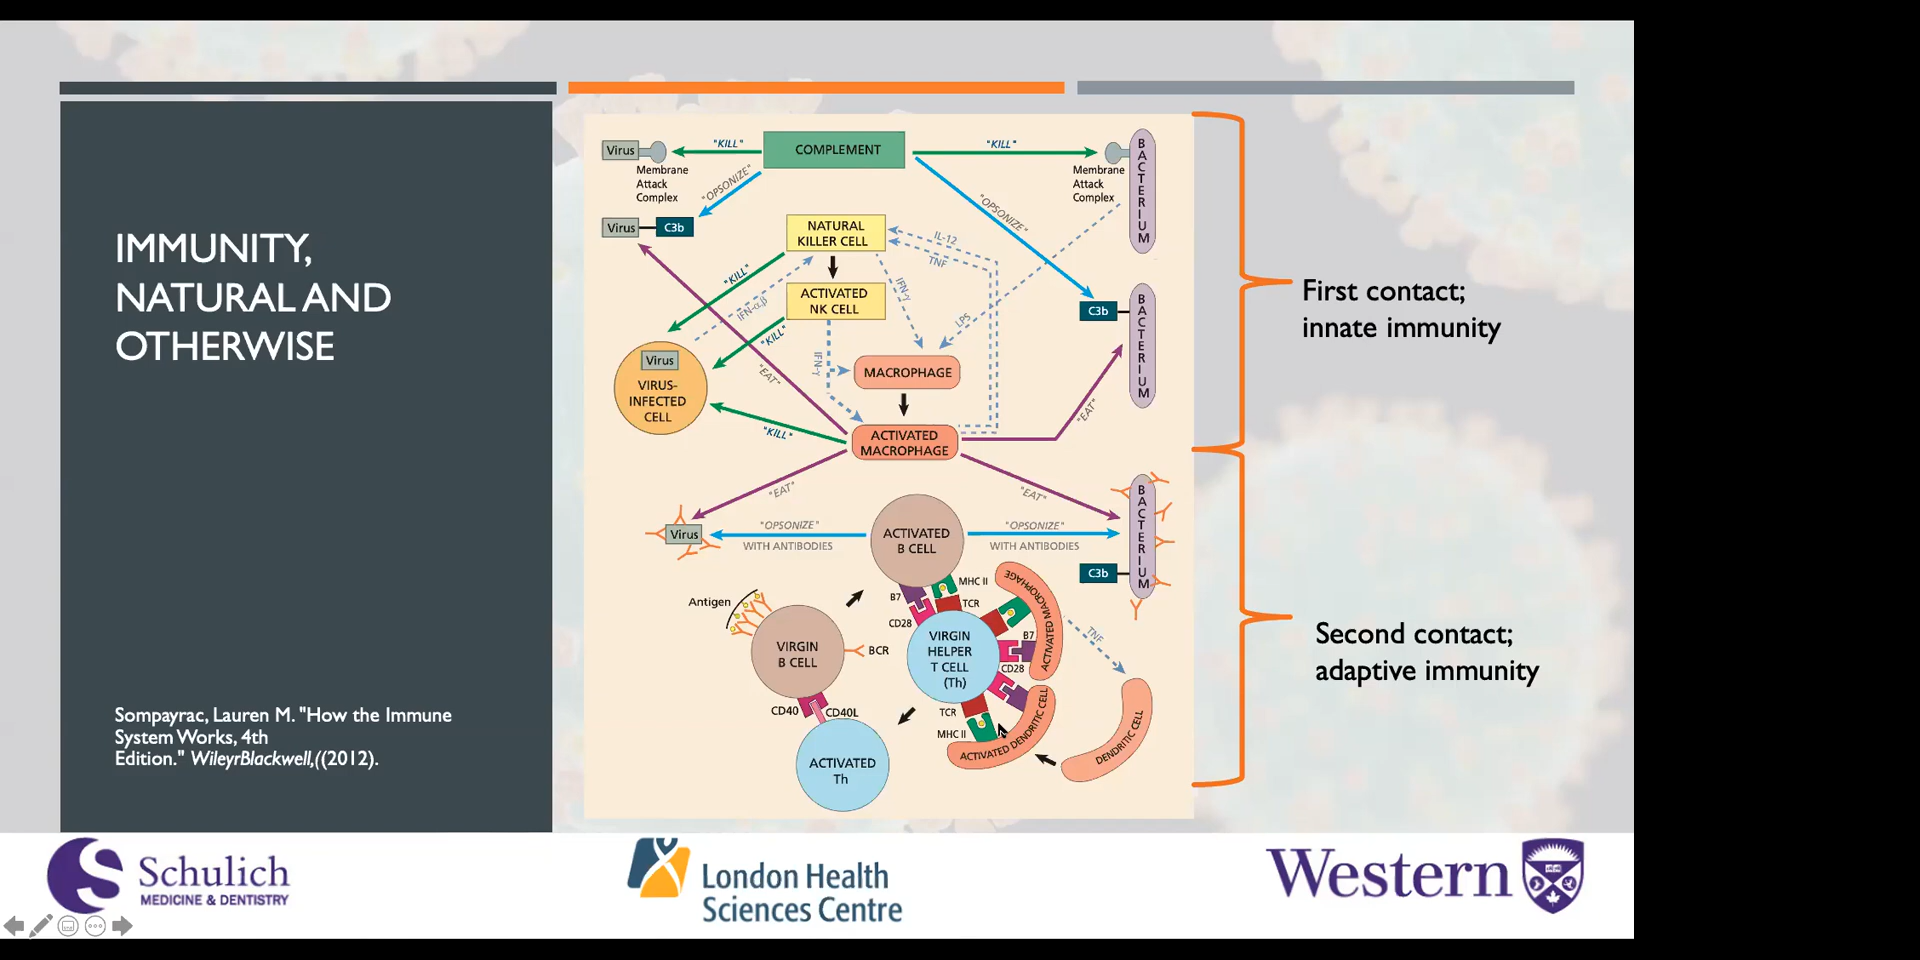 IMMUNITY,
NATURAL AND
OTHERWISE
Sompayrac, Lauren M. "How the Immune
System Works, 4th
Edition." WileyrBlackwell,((2012).
Virus
"KILL"
COMPLEMENT
"KILL"
Membrane
Attack
Complex
"OPSONIZE"
Membrane
Attack
Complex
BACTERIUM
Virus
C3b
NATURAL
KILLER CELL
IL-12
TNF
"OPSONIZE"
"KILL"
IFN-α,β
ACTIVATED
NK CELL
IFN-γ
LPS
C3b
BACTERIUM
"KILL"
Virus
VIRUS-
INFECTED
CELL
"EAT"
IFN-γ
MACROPHAGE
"EAT"
"KILL"
ACTIVATED
MACROPHAGE
"EAT"
"EAT"
Virus
"OPSONIZE"
WITH ANTIBODIES
ACTIVATED
B CELL
"OPSONIZE"
WITH ANTIBODIES
BACTERIUM
C3b
MHC II
B7
TCR
CD28
ACTIVATED MACROPHAGE
Antigen
VIRGIN
B CELL
BCR
VIRGIN
HELPER
T CELL
(Th)
B7
CD28
TNF
CD40
CD40L
TCR
MHC II
ACTIVATED DENDRITIC CELL
DENDRITIC CELL
ACTIVATED
Th
First contact;
innate immunity
Second contact;
adaptive immunity
Schulich
MEDICINE & DENTISTRY
London Health
Sciences Centre
Western